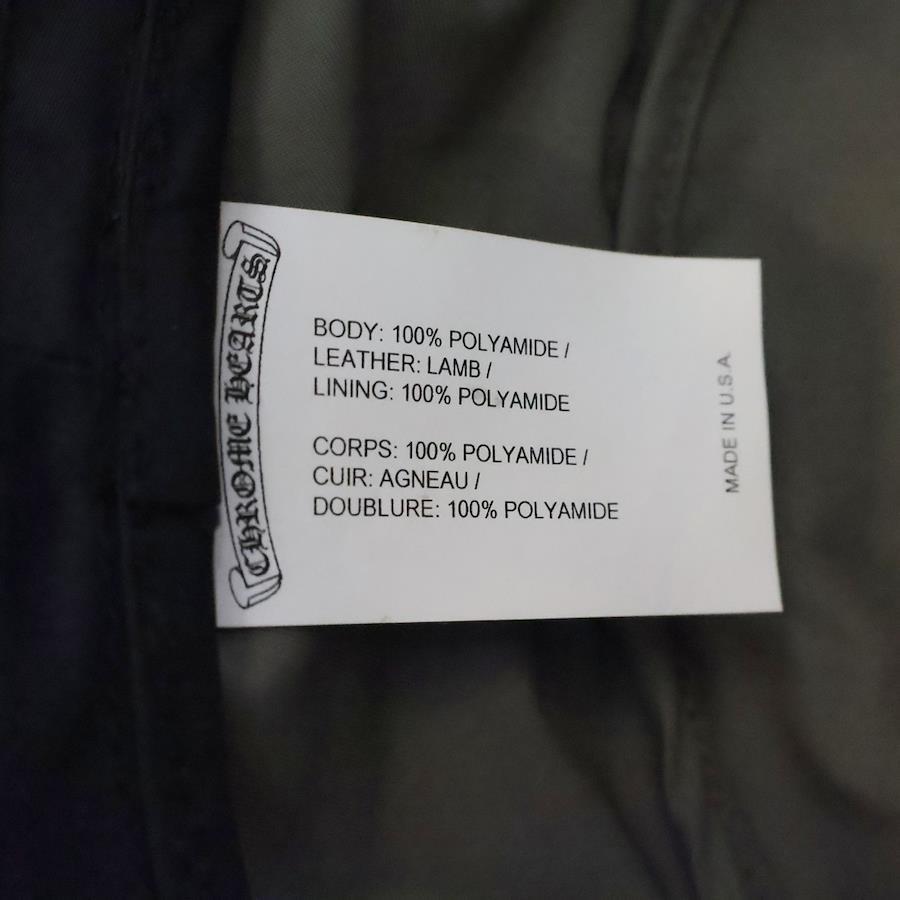 CHROME HEARTS
BODY: 100% POLYAMIDE /
LEATHER: LAMB /
LINING: 100% POLYAMIDE
CORPS: 100% POLYAMIDE /
CUIR: AGNEAU /
DOUBLURE: 100% POLYAMIDE
MADE IN U.S.A.